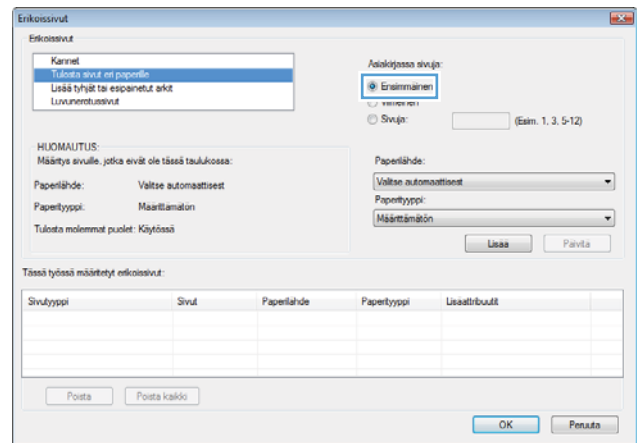 Erikoissivut
Erikoissivut
Kannet
Tulosta sivut eri paperille
Lisää tyhjät tai esipainetut arkit
Luvunerotussivut
Asiakirjassa sivuja:
Ensimmäinen
Viimeinen
Sivuja:
(Esim. 1, 3, 5-12)
HUOMAUTUS:
Määritys sivuille, jotka eivät ole tässä taulukossa:
Paperilähde: Valitse automaattisest
Paperityyppi: Määrittämätön
Tulosta molemmat puolet: Käytössä
Paperilähde:
Valitse automaattisest
Paperityyppi:
Määrittämätön
Lisää Päivitä
Tässä työssä määritetyt erikoissivut:
Sivutyyppi Sivut Paperilähde Paperityyppi Lisäattribuutit
Poista Poista kaikki
OK Peruuta